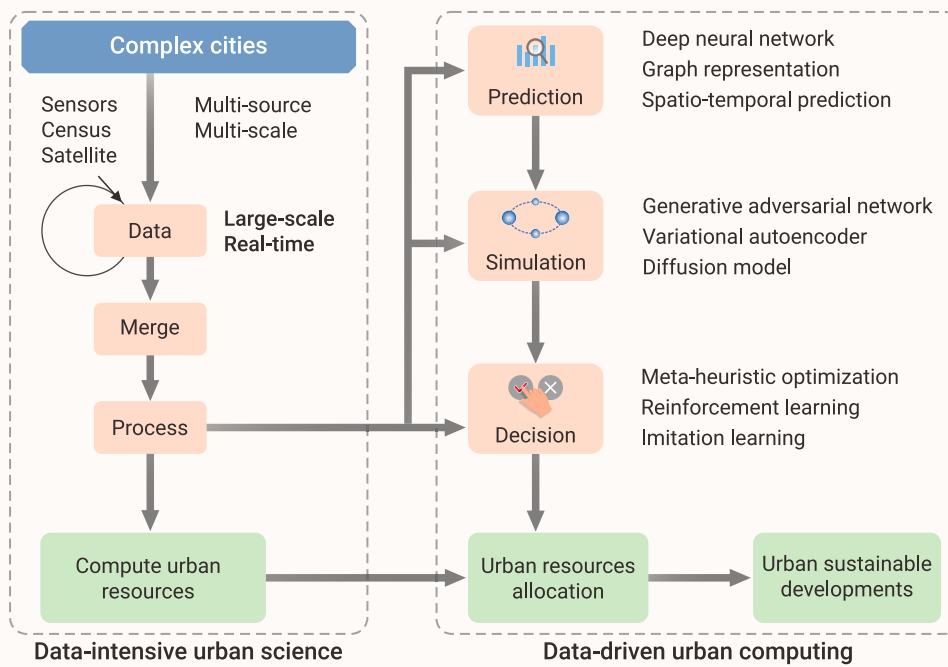 Complex cities
Sensors
Census
Satellite
Multi-source
Multi-scale
Data
Large-scale
Real-time
Merge
Process
Compute urban
resources
Data-intensive urban science
Prediction
Deep neural network
Graph representation
Spatio-temporal prediction
Simulation
Generative adversarial network
Variational autoencoder
Diffusion model
Decision
Meta-heuristic optimization
Reinforcement learning
Imitation learning
Urban resources
allocation
Urban sustainable
developments
Data-driven urban computing